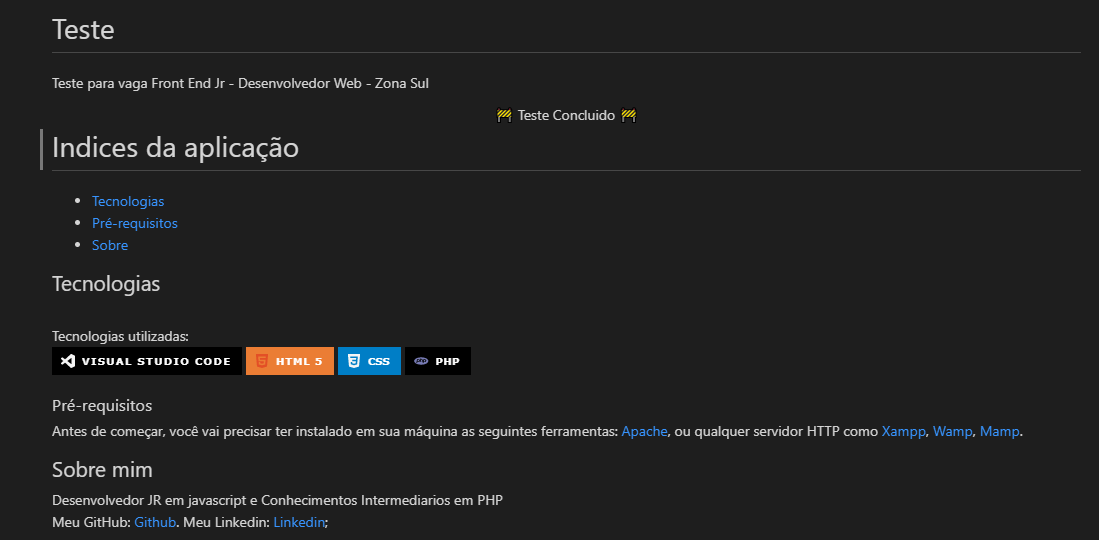 Teste
Teste para vaga Front End Jr - Desenvolvedor Web - Zona Sul
🚧 Teste Concluido 🚧
Indices da aplicação
Tecnologias
Pré-requisitos
Sobre
Tecnologias
Tecnologias utilizadas:
VISUAL STUDIO CODE HTML 5 CSS PHP
Pré-requisitos
Antes de começar, você vai precisar ter instalado em sua máquina as seguintes ferramentas: Apache, ou qualquer servidor HTTP como Xampp, Wamp, Mamp.
Sobre mim
Desenvolvedor JR em javascript e Conhecimentos Intermediarios em PHP
Meu GitHub: Github. Meu Linkedin: Linkedin;